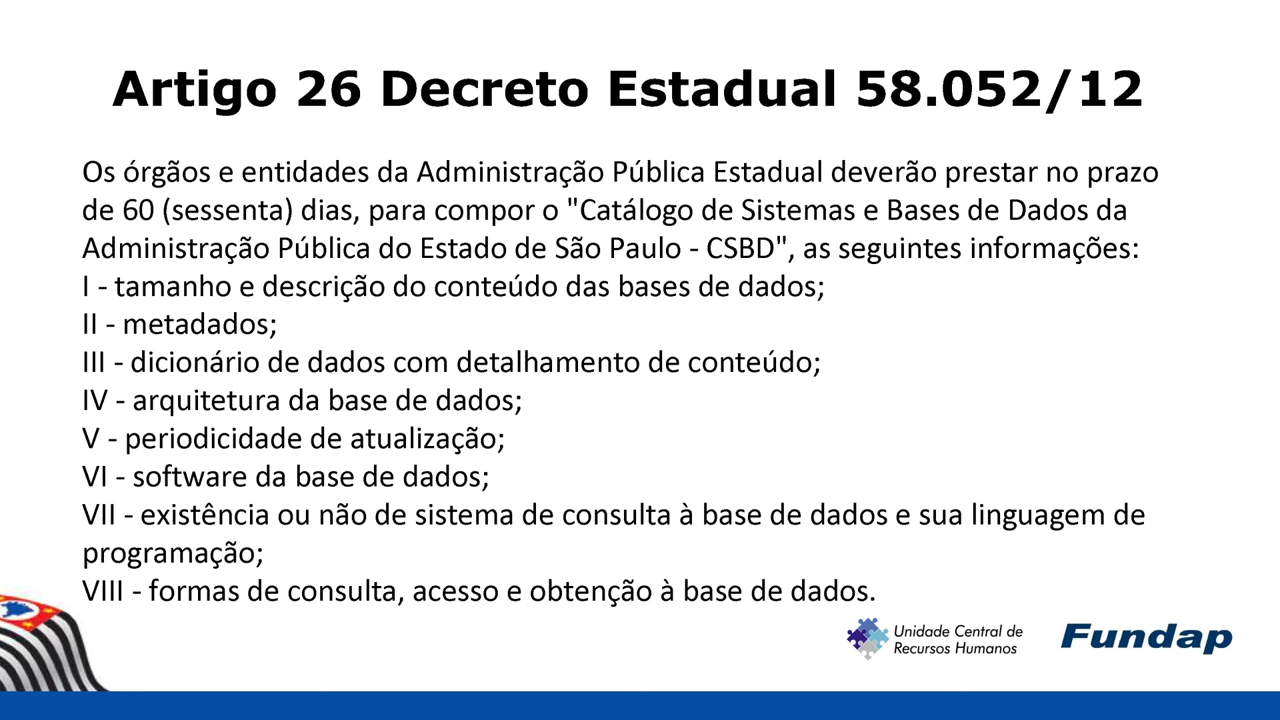 Artigo 26 Decreto Estadual 58.052/12
Os órgãos e entidades da Administração Pública Estadual deverão prestar no prazo
de 60 (sessenta) dias, para compor o "Catálogo de Sistemas e Bases de Dados da
Administração Pública do Estado de São Paulo - CSBD", as seguintes informações:
I - tamanho e descrição do conteúdo das bases de dados;
II - metadados;
III - dicionário de dados com detalhamento de conteúdo;
IV - arquitetura da base de dados;
V - periodicidade de atualização;
VI - software da base de dados;
VII - existência ou não de sistema de consulta à base de dados e sua linguagem de
programação;
VIII - formas de consulta, acesso e obtenção à base de dados.
Unidade Central de
Recursos Humanos
Fundap